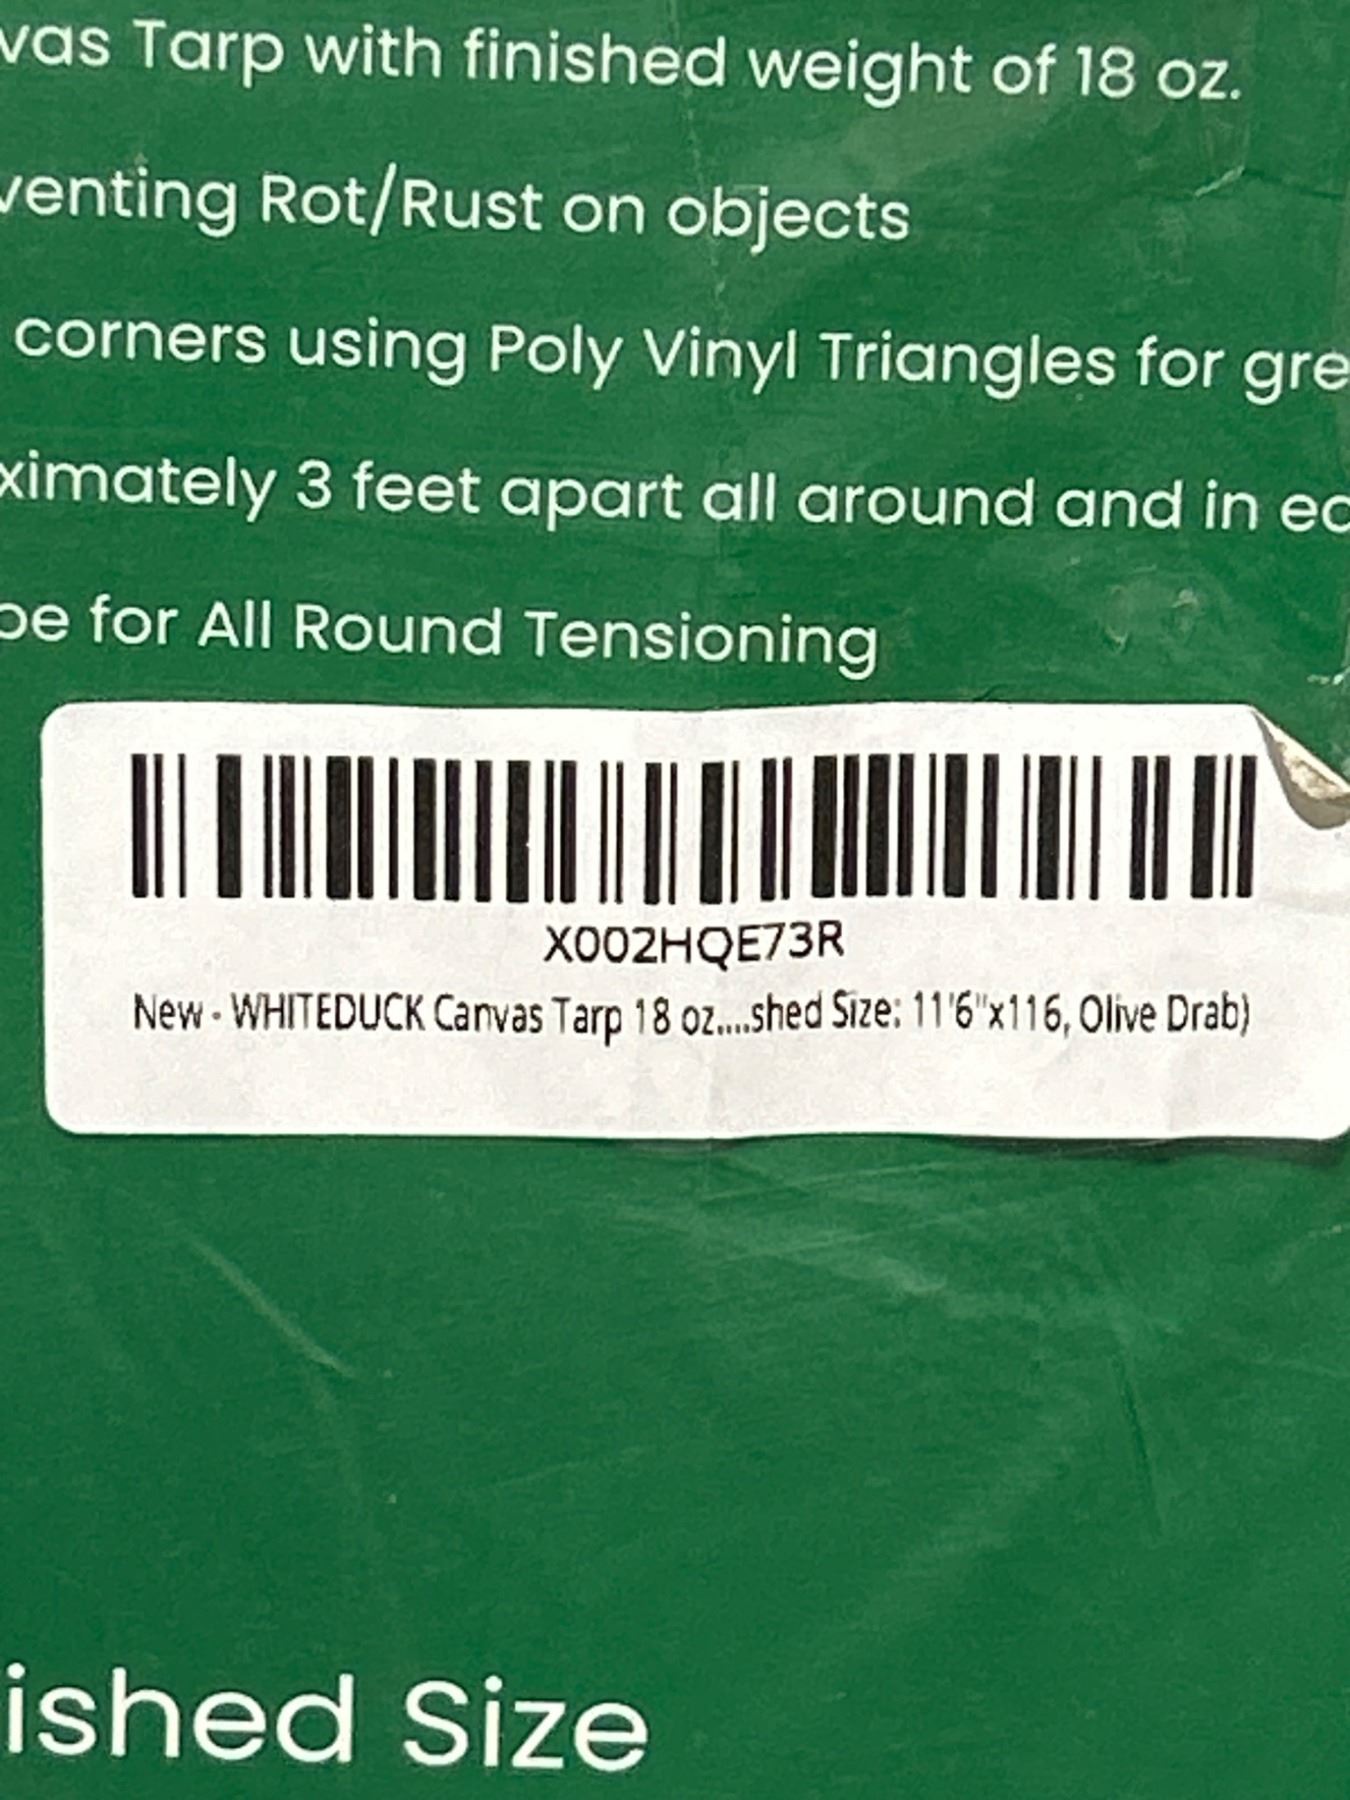 vas Tarp with finished weight of 18 oz.
venting Rot/Rust on objects
corners using Poly Vinyl Triangles for gre
ximately 3 feet apart all around and in ea
pe for All Round Tensioning
X002HQE73R
New - WHITEDUCK Canvas Tarp 18 oz....shed Size: 11'6"x116, Olive Drab)
ished Size